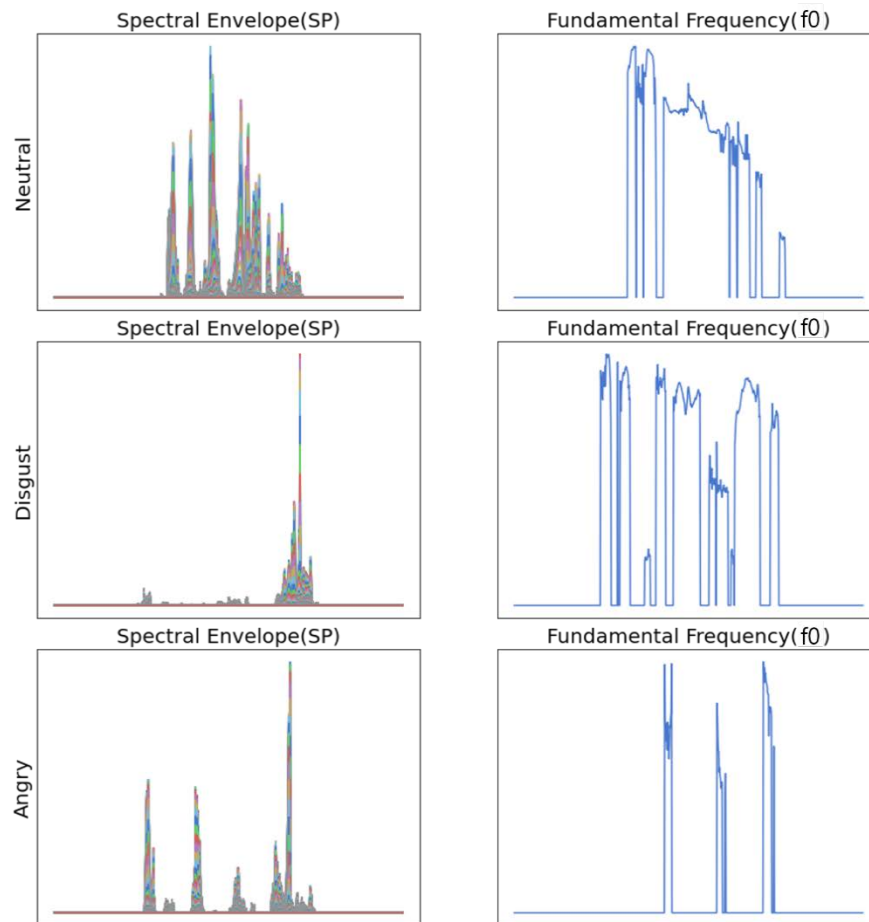 Spectral Envelope(SP)
Fundamental Frequency(f0)
Neutral
Spectral Envelope(SP)
Fundamental Frequency(f0)
Disgust
Spectral Envelope(SP)
Fundamental Frequency(f0)
Angry